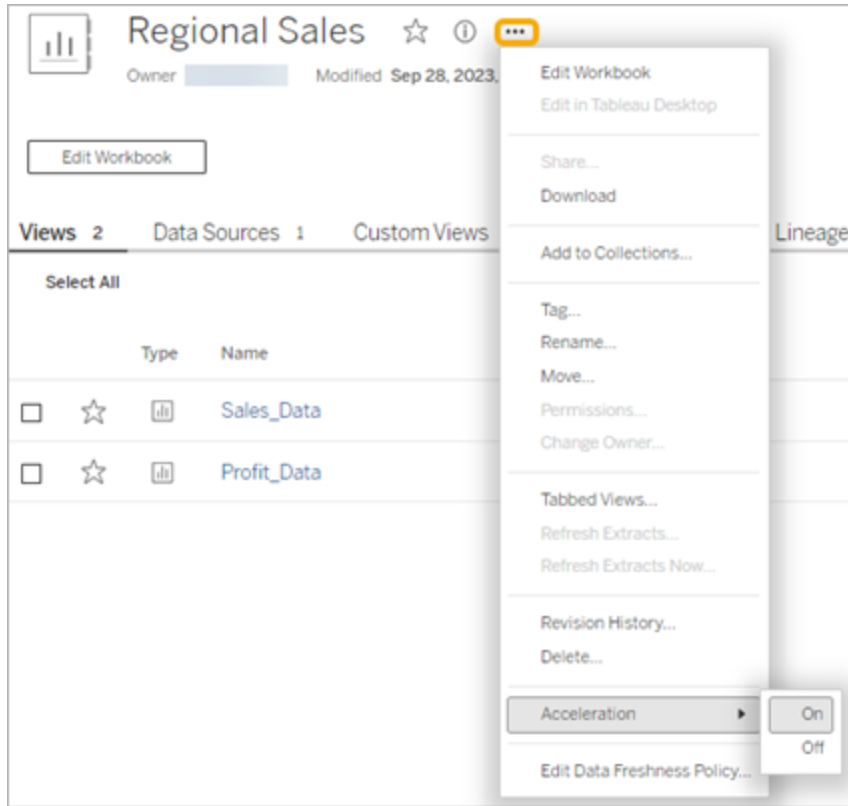 Regional Sales
Owner Modified Sep 28, 2023,
Edit Workbook
Views 2 Data Sources 1 Custom Views Lineage
Select All
Type Name
Sales_Data
Profit_Data
Edit Workbook
Edit in Tableau Desktop
Share...
Download
Add to Collections...
Tag...
Rename...
Move...
Permissions...
Change Owner...
Tabbed Views...
Refresh Extracts...
Refresh Extracts Now...
Revision History...
Delete...
Acceleration On
Off
Edit Data Freshness Policy...